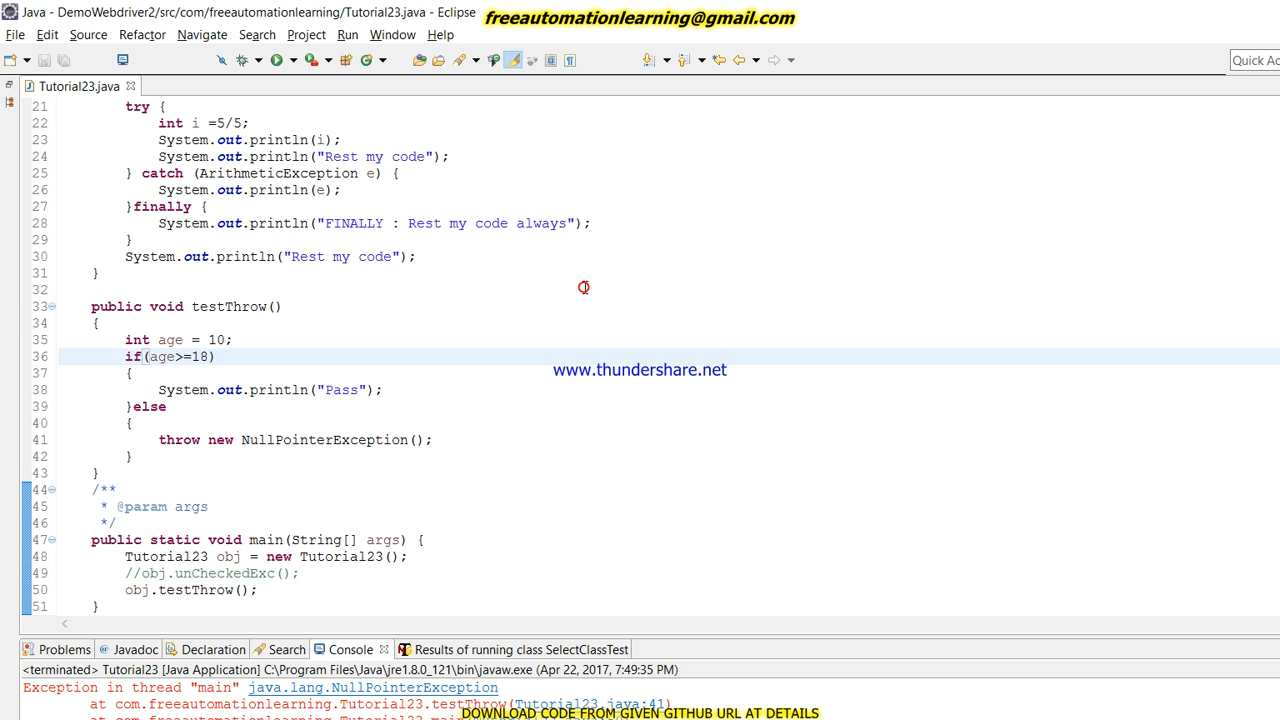 Java - DemoWebdriver2/src/com/freeautomationlearning/Tutorial23.java - Eclipse
freeautomationlearning@gmail.com
File Edit Source Refactor Navigate Search Project Run Window Help
Quick Ac
Tutorial23.java
21 try {
22 int i =5/5;
23 System.out.println(i);
24 System.out.println("Rest my code");
25 } catch (ArithmeticException e) {
26 System.out.println(e);
27 }finally {
28 System.out.println("FINALLY : Rest my code always");
29 }
30 System.out.println("Rest my code");
31 }
32
33 public void testThrow()
34 {
35 int age = 10;
36 if(age>=18)
www.thundershare.net
37 {
38 System.out.println("Pass");
39 }else
40 {
41 throw new NullPointerException();
42 }
43 }
44 /**
45 * @param args
46 */
47 public static void main(String[] args) {
48 Tutorial23 obj = new Tutorial23();
49 //obj.unCheckedExc();
50 obj.testThrow();
51 }
Problems Javadoc Declaration Search Console Results of running class SelectClassTest
<terminated> Tutorial23 [Java Application] C:\Program Files\Java\jre1.8.0_121\bin\javaw.exe (Apr 22, 2017, 7:49:35 PM)
Exception in thread "main" java.lang.NullPointerException
at com.freeautomationlearning.Tutorial23.testThrow(Tutorial23.java:41)
DOWNLOAD CODE FROM GIVEN GITHUB URL AT DETAILS